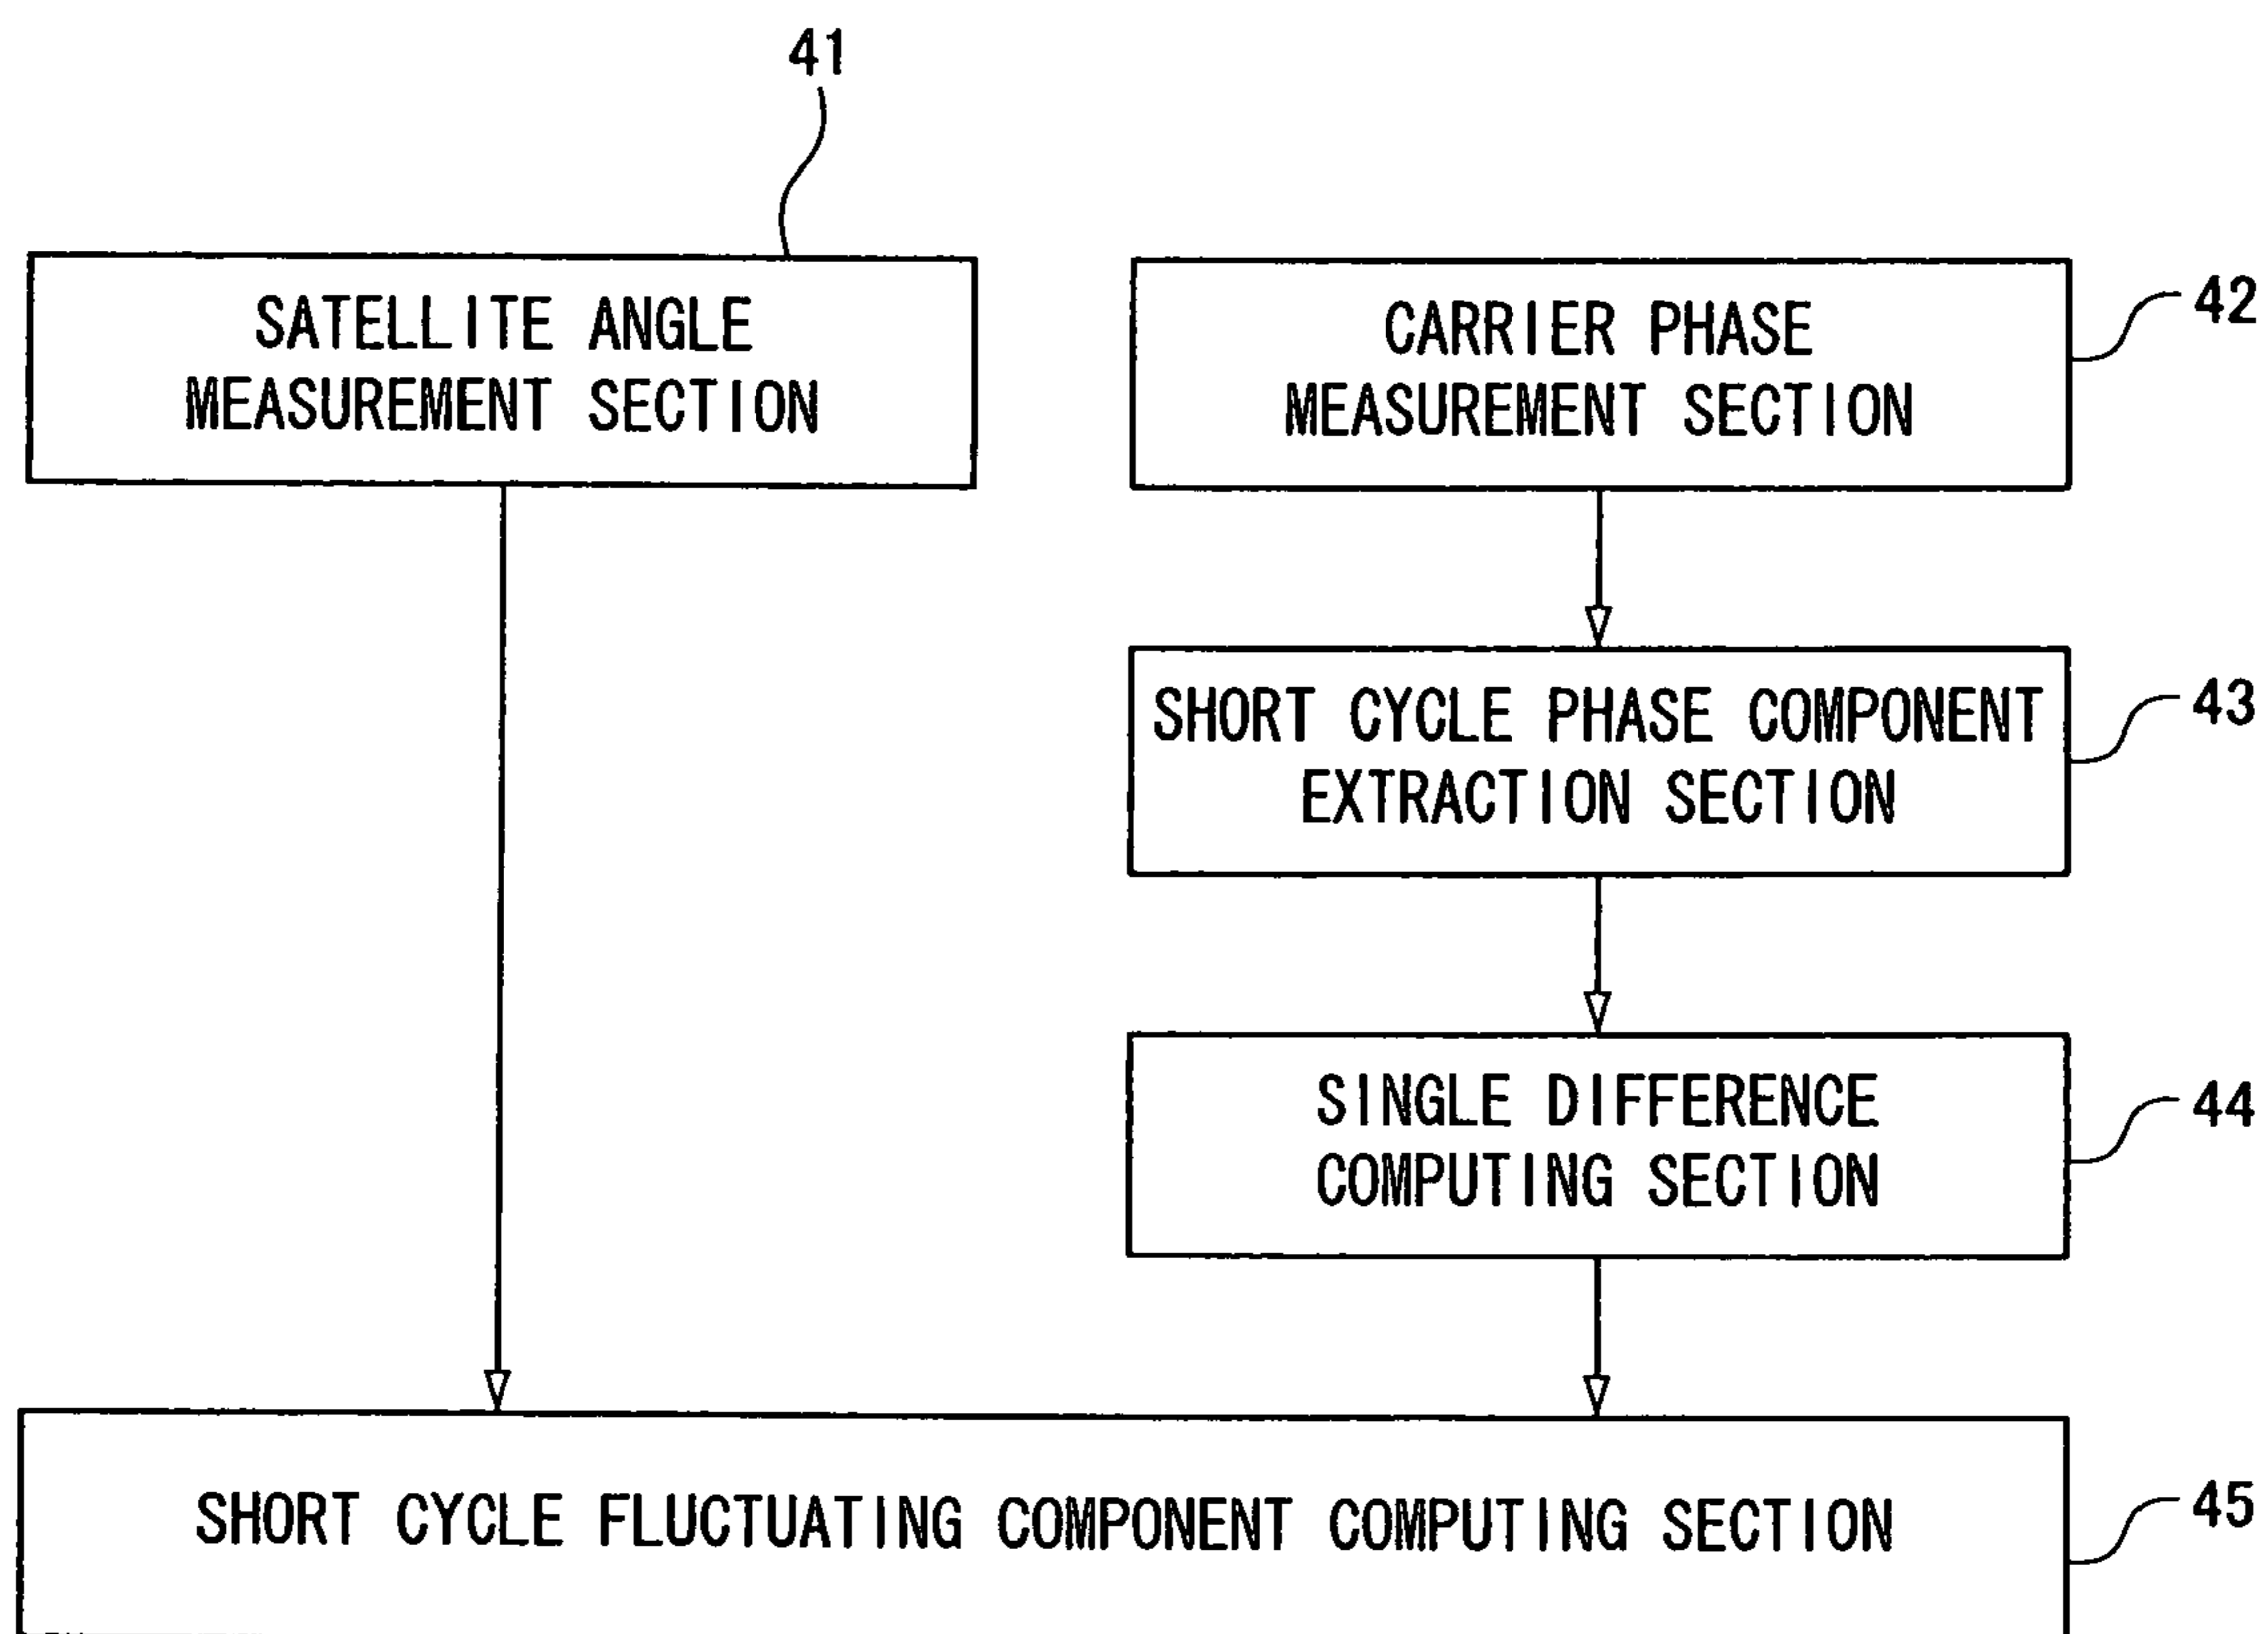 41
SATELLITE ANGLE
MEASUREMENT SECTION
CARRIER PHASE
MEASUREMENT SECTION
42
SHORT CYCLE PHASE COMPONENT
EXTRACTION SECTION
43
SINGLE DIFFERENCE
COMPUTING SECTION
44
SHORT CYCLE FLUCTUATING COMPONENT COMPUTING SECTION
45